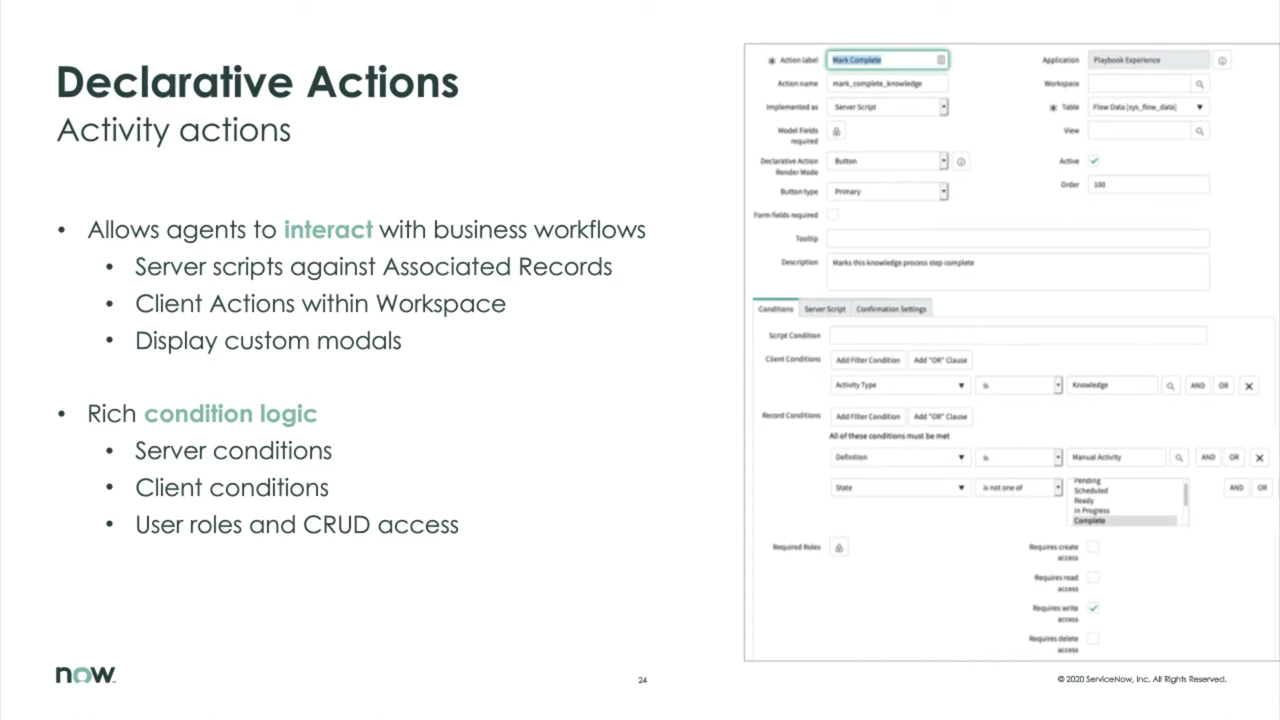 Declarative Actions
Activity actions
• Allows agents to interact with business workflows
• Server scripts against Associated Records
• Client Actions within Workspace
• Display custom modals
• Rich condition logic
• Server conditions
• Client conditions
• User roles and CRUD access
Action label Mark Complete Application Playbook Experience
Action name mark_complete_knowledge Workspace
Implemented as Server Script Table Flow Data [sys_flow_data]
Model Fields required View
Declarative Action Render Mode Button Active
Button type Primary Order 100
Form fields required
Tooltip
Description Marks this knowledge process step complete
Conditions Server Script Confirmation Settings
Script Condition
Client Conditions Add Filter Condition Add "OR" Clause
Activity Type is Knowledge AND OR
Record Conditions Add Filter Condition Add "OR" Clause
All of these conditions must be met
Definition is Manual Activity AND OR
State is not one of Pending AND OR
Scheduled
Ready
In Progress
Complete
Required Roles Requires create access
Requires read access
Requires write access
Requires delete access
now
24
© 2020 ServiceNow, Inc. All Rights Reserved.